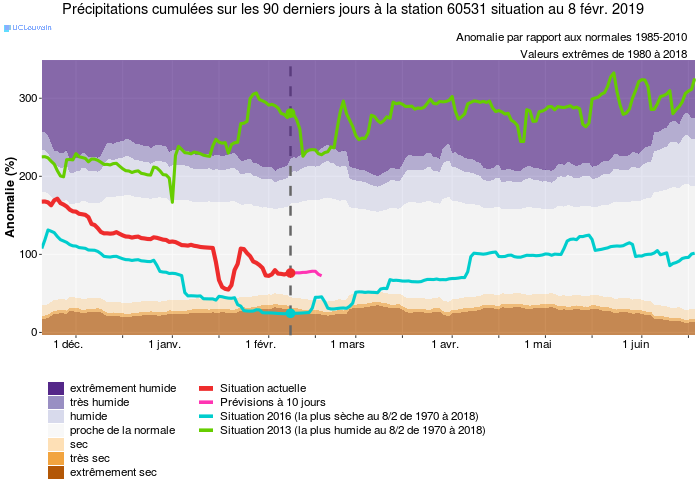 Précipitations cumulées sur les 90 derniers jours à la station 60531 situation au 8 févr. 2019
UCLouvain
Anomalie par rapport aux normales 1985-2010
Valeurs extrêmes de 1980 à 2018
Anomalie (%)
300
200
100
0
1 déc. 1 janv. 1 févr. 1 mars 1 avr. 1 mai 1 juin
extrêmement humide
très humide
humide
proche de la normale
sec
très sec
extrêmement sec
Situation actuelle
Prévisions à 10 jours
Situation 2016 (la plus sèche au 8/2 de 1970 à 2018)
Situation 2013 (la plus humide au 8/2 de 1970 à 2018)